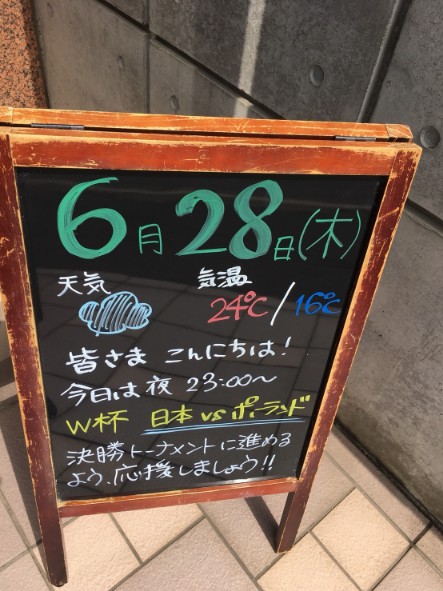 6月28日(木)
天気 気温
24℃/16℃
皆さま こんにちは!
今日は夜 23:00〜
W杯 日本 vs ポーランド
決勝トーナメントに進める
よう、応援しましょう!!